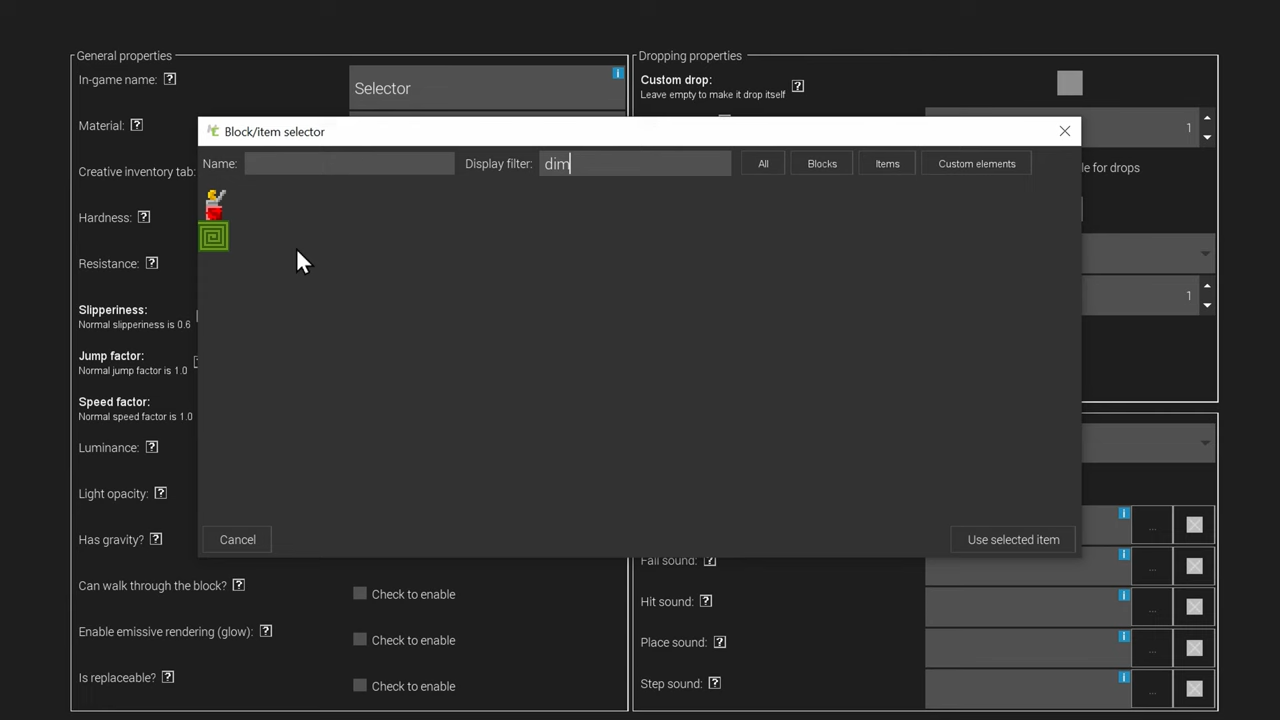 General properties
In-game name: ?
Selector
i
Material: ?
Creative inventory tab:
Hardness: ?
Resistance: ?
Slipperiness:
Normal slipperiness is 0.6
Jump factor:
Normal jump factor is 1.0
Speed factor:
Normal speed factor is 1.0
Luminance: ?
Light opacity: ?
Has gravity? ?
Can walk through the block? ?
Check to enable
Enable emissive rendering (glow): ?
Check to enable
Is replaceable? ?
Check to enable
Block/item selector
Name:
Display filter:
dim
All
Blocks
Items
Custom elements
Cancel
Use selected item
Dropping properties
Custom drop: ?
Leave empty to make it drop itself
1
le for drops
1
i
...
Fall sound: ?
i
...
Hit sound: ?
i
...
Place sound: ?
i
...
Step sound: ?
i
...